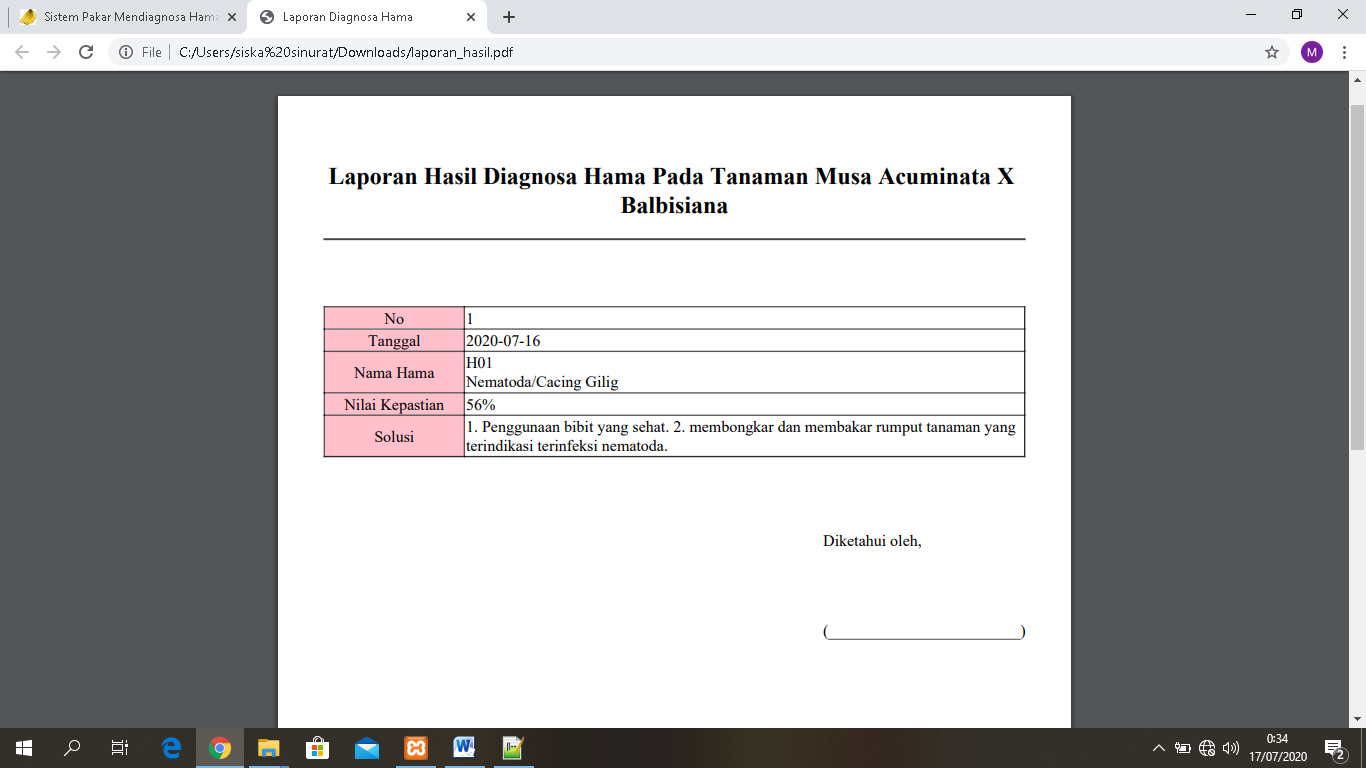 Sistem Pakar Mendiagnosa Hama
Laporan Diagnosa Hama
File
C:/Users/siska%20sinurat/Downloads/laporan_hasil.pdf
M
Laporan Hasil Diagnosa Hama Pada Tanaman Musa Acuminata X
Balbisiana
No
1
Tanggal
2020-07-16
Nama Hama
H01
Nematoda/Cacing Gilig
Nilai Kepastian
56%
Solusi
1. Penggunaan bibit yang sehat. 2. membongkar dan membakar rumput tanaman yang
terindikasi terinfeksi nematoda.
Diketahui oleh,
(________________________)
0:34
17/07/2020
2